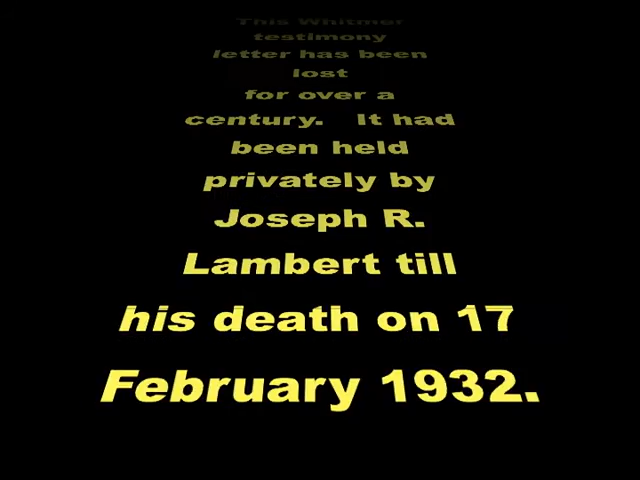 This Whitmer
testimony
letter has been
lost
for over a
century. It had
been held
privately by
Joseph R.
Lambert till
his death on 17
February 1932.